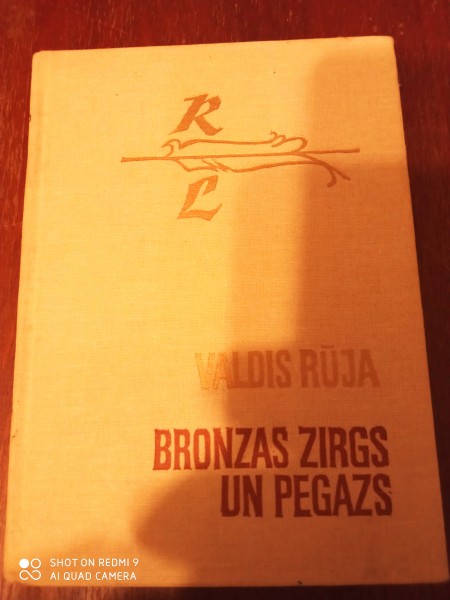 R
L
VALDIS RŪJA
BRONZAS ZIRGS
UN PEGAZS
SHOT ON REDMI 9
AI QUAD CAMERA